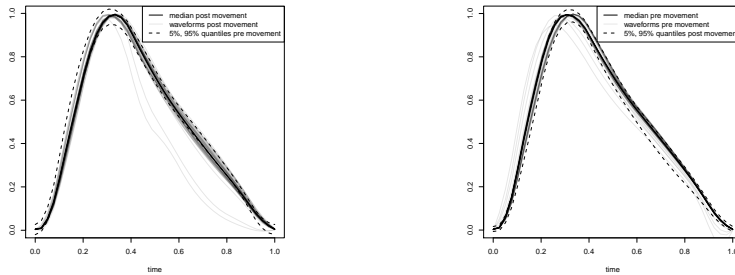 median post movement
waveforms post movement
5%, 95% quantiles pre movement
0.0 0.2 0.4 0.6 0.8 1.0
0.0 0.2 0.4 0.6 0.8 1.0
time
median pre movement
waveforms pre movement
5%, 95% quantiles post movement
0.0 0.2 0.4 0.6 0.8 1.0
0.0 0.2 0.4 0.6 0.8 1.0
time